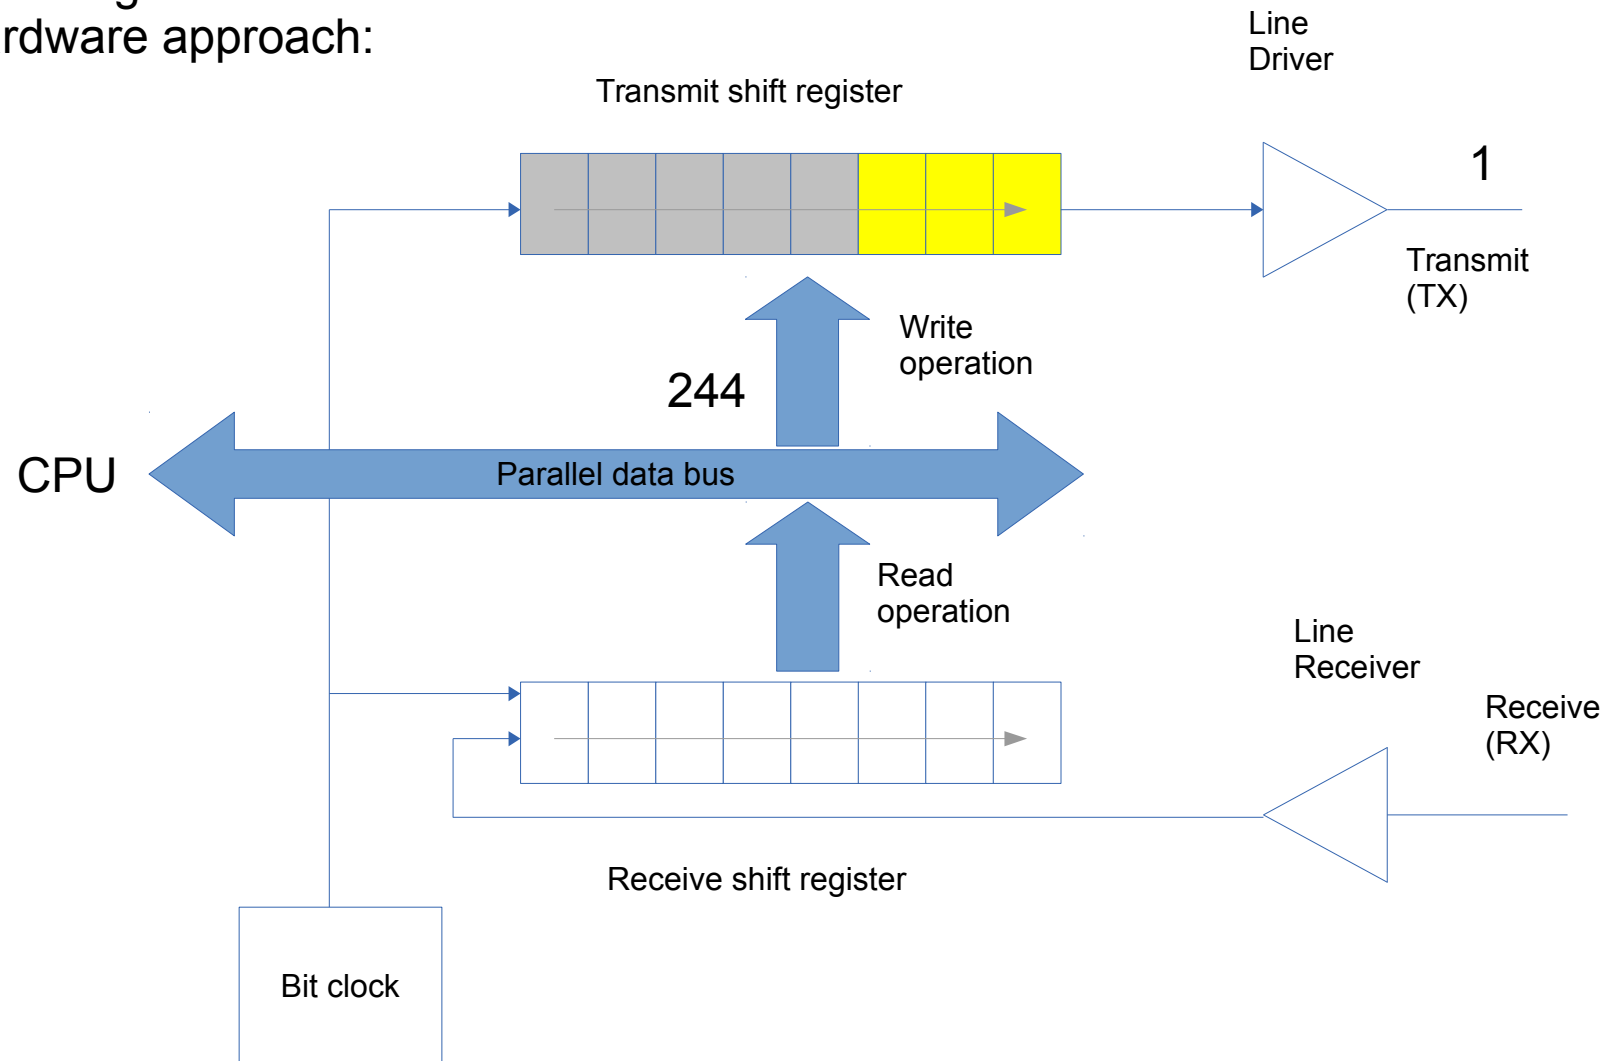 rdware approach:
Line
Driver
Transmit shift register
1
Transmit
(TX)
Write
operation
244
CPU
Parallel data bus
Read
operation
Line
Receiver
Receive
(RX)
Receive shift register
Bit clock